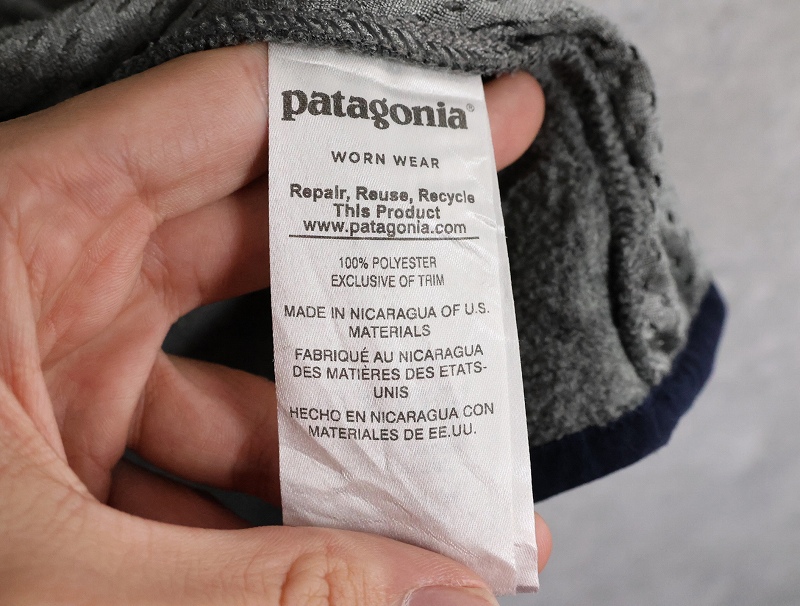 patagonia®
WORN WEAR
Repair, Reuse, Recycle
This Product
www.patagonia.com
100% POLYESTER
EXCLUSIVE OF TRIM
MADE IN NICARAGUA OF U.S.
MATERIALS
FABRIQUÉ AU NICARAGUA
DES MATIÈRES DES ETATS-
UNIS
HECHO EN NICARAGUA CON
MATERIALES DE EE.UU.